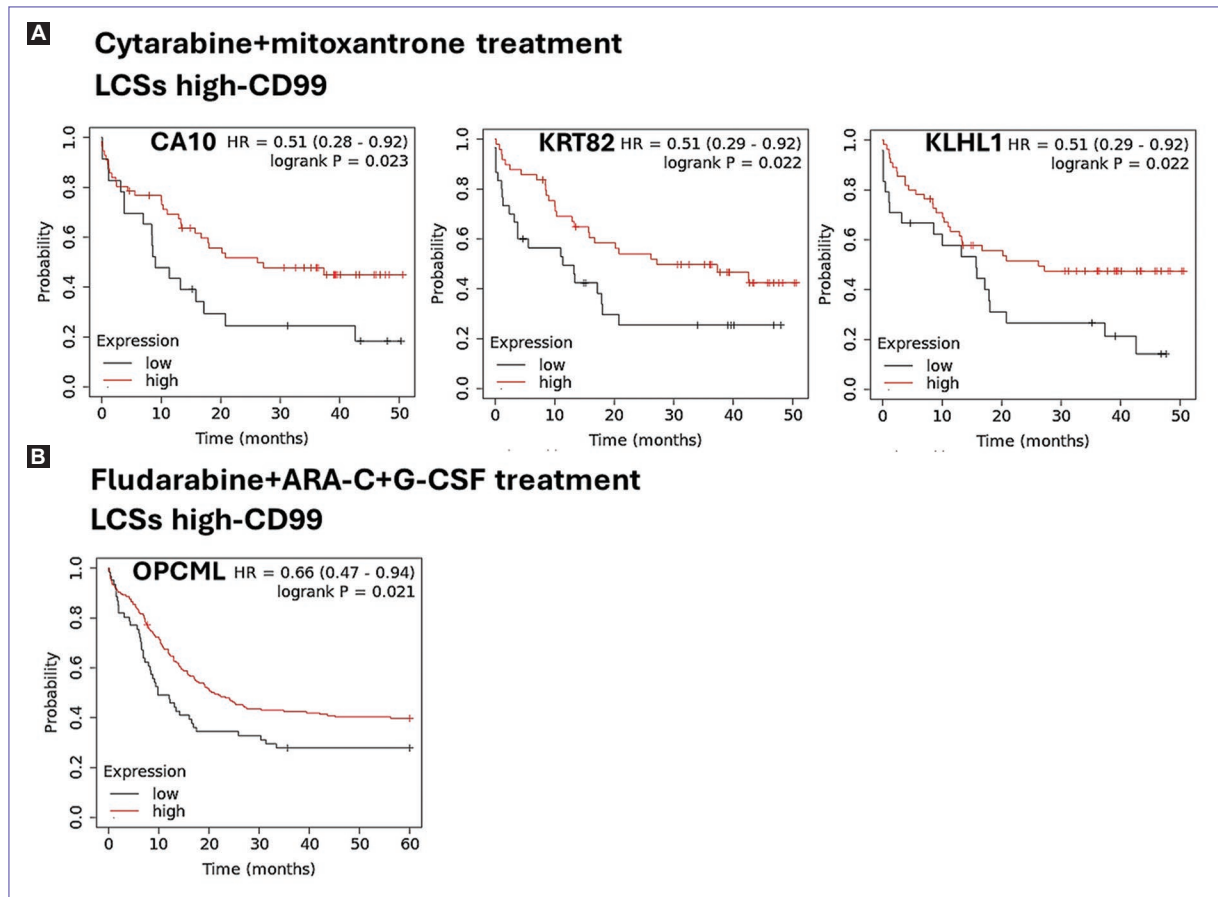 A
Cytarabine+mitoxantrone treatment
LCSs high-CD99
CA10
HR = 0.51 (0.28 - 0.92)
logrank P = 0.023
Probability
1.0
0.8
0.6
0.4
0.2
0.0
Expression
low
high
0 10 20 30 40 50
Time (months)
KRT82
HR = 0.51 (0.29 - 0.92)
logrank P = 0.022
Probability
1.0
0.8
0.6
0.4
0.2
0.0
Expression
low
high
0 10 20 30 40 50
Time (months)
KLHL1
HR = 0.51 (0.29 - 0.92)
logrank P = 0.022
Probability
1.0
0.8
0.6
0.4
0.2
0.0
Expression
low
high
0 10 20 30 40 50
Time (months)
B
Fludarabine+ARA-C+G-CSF treatment
LCSs high-CD99
OPCML
HR = 0.66 (0.47 - 0.94)
logrank P = 0.021
Probability
1.0
0.8
0.6
0.4
0.2
0.0
Expression
low
high
0 10 20 30 40 50 60
Time (months)